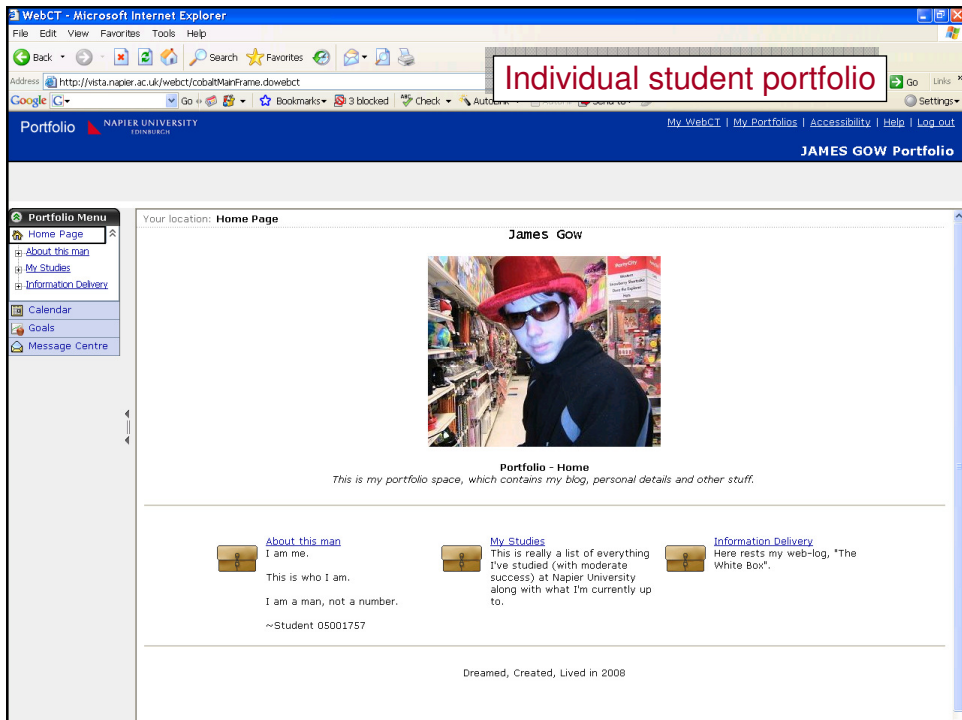 WebCT - Microsoft Internet Explorer
File Edit View Favorites Tools Help
Back Search Favorites
Individual student portfolio
Address http://vista.napier.ac.uk/webct/cobaltMainFrame.dowebct Go Links
Google G Go Bookmarks 3 blocked Check Settings
Portfolio NAPIER UNIVERSITY
EDINBURGH
My WebCT | My Portfolios | Accessibility | Help | Log out
JAMES GOW Portfolio
Portfolio Menu
Home Page
About this man
My Studies
Information Delivery
Calendar
Goals
Message Centre
Your location: Home Page
James Gow
Portfolio - Home
This is my portfolio space, which contains my blog, personal details and other stuff.
About this man
I am me.
This is who I am.
I am a man, not a number.
~Student 05001757
My Studies
This is really a list of everything
I've studied (with moderate
success) at Napier University
along with what I'm currently up
to.
Information Delivery
Here rests my web-log, "The
White Box".
Dreamed, Created, Lived in 2008